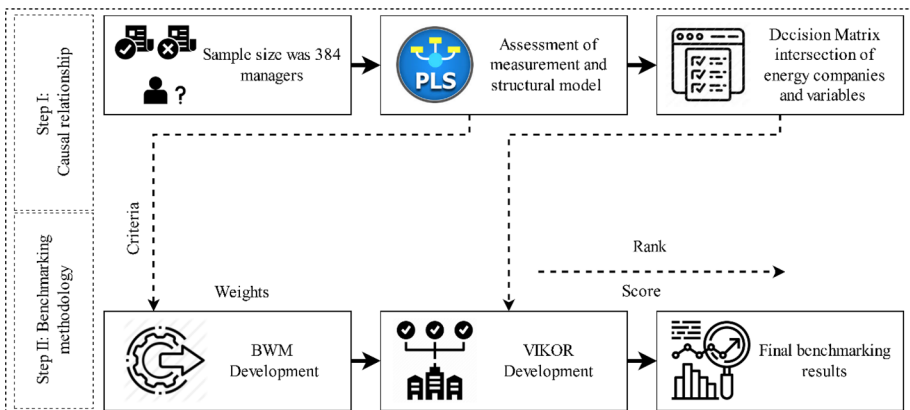 Step I:
Causal relationship
?
Sample size was 384
managers
PLS
Assessment of
measurement and
structural model
Decision Matrix
intersection of
energy companies
and variables
Criteria
Rank
Score
Weights
Step II: Benchmarking
methodology
BWM
Development
VIKOR
Development
Final benchmarking
results